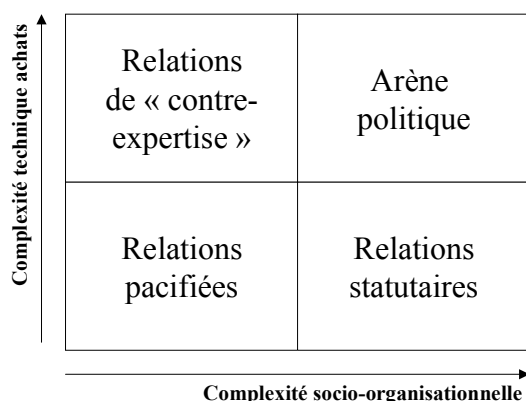 Complexité technique achats
Relations
de « contre-
expertise »
Arène
politique
Relations
pacifiées
Relations
statutaires
Complexité socio-organisationnelle